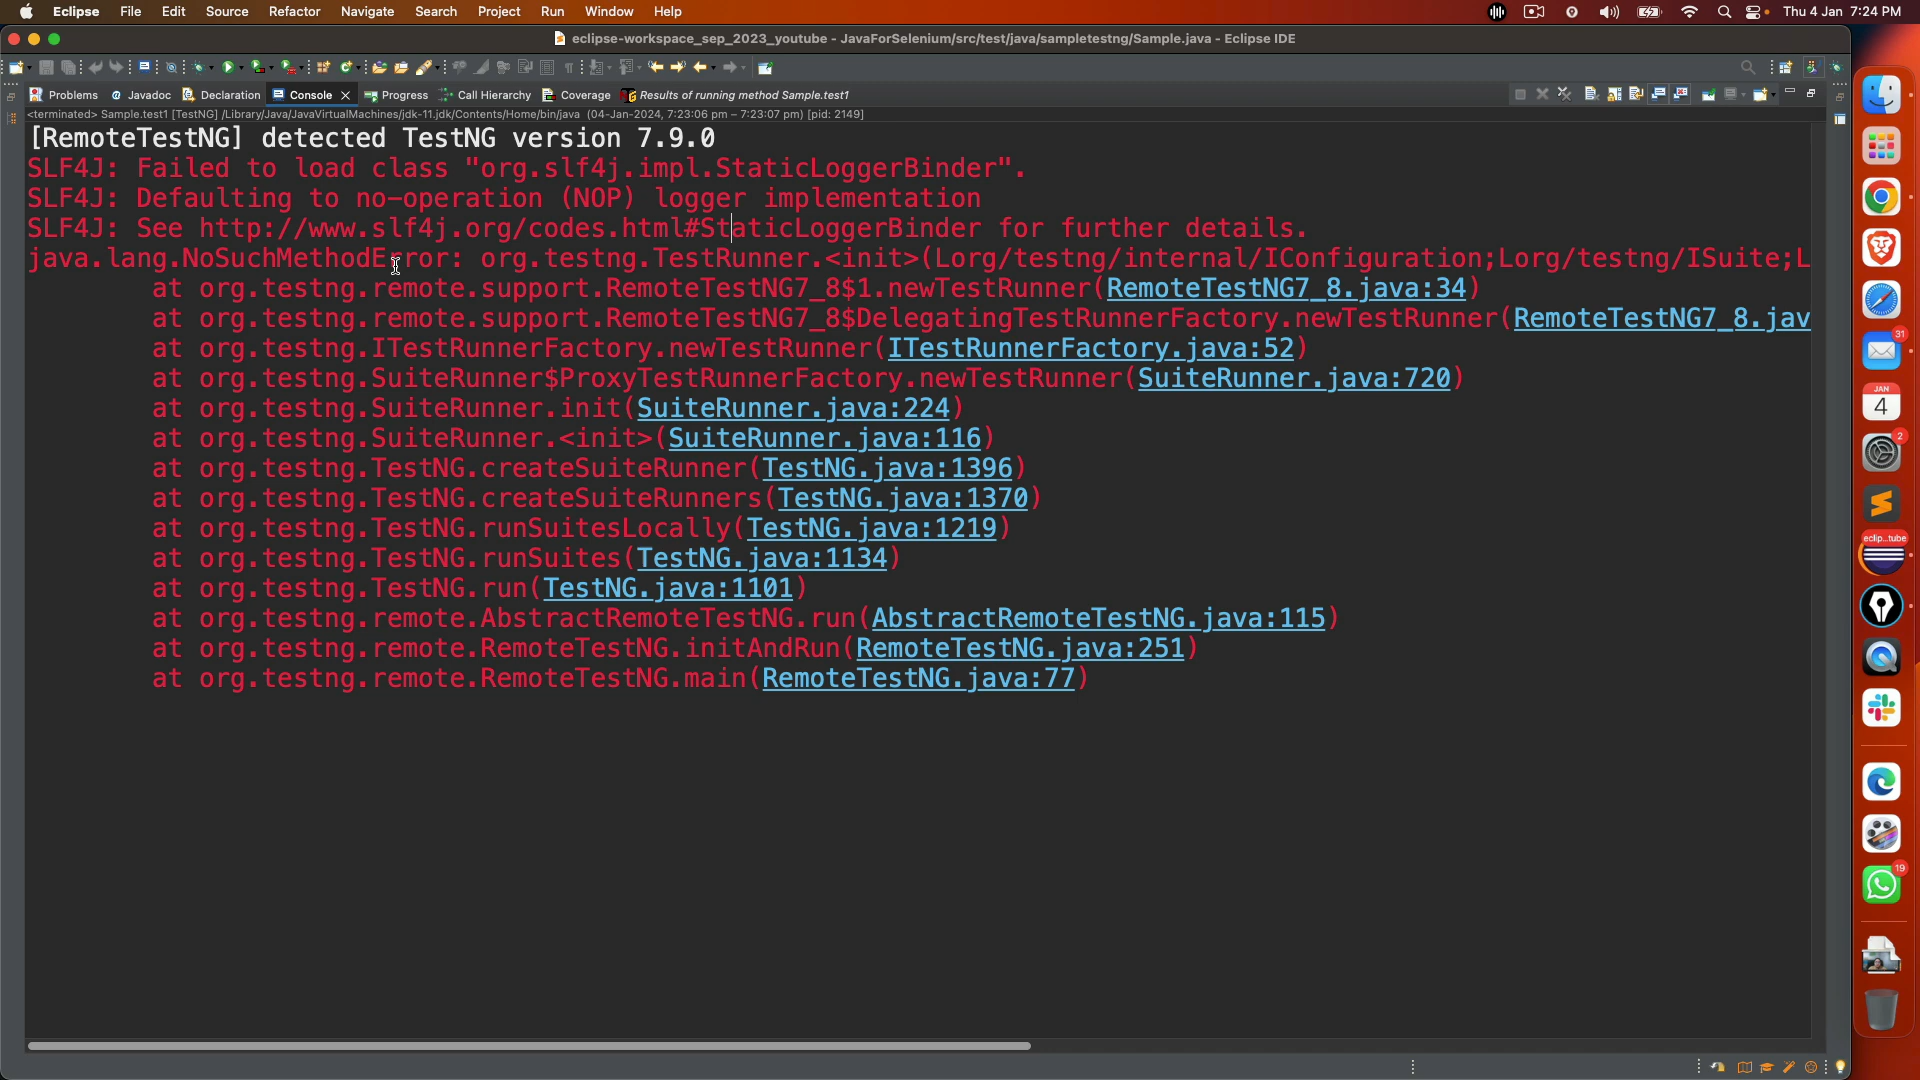 Eclipse File Edit Source Refactor Navigate Search Project Run Window Help Thu 4 Jan 7:24 PM
eclipse-workspace_sep_2023_youtube - JavaForSelenium/src/test/java/sampletestng/Sample.java - Eclipse IDE
Problems Javadoc Declaration Console Progress Call Hierarchy Coverage Results of running method Sample.test1
<terminated> Sample.test1 [TestNG] /Library/Java/JavaVirtualMachines/jdk-11.jdk/Contents/Home/bin/java (04-Jan-2024, 7:23:06 pm – 7:23:07 pm) [pid: 2149]
[RemoteTestNG] detected TestNG version 7.9.0
SLF4J: Failed to load class "org.slf4j.impl.StaticLoggerBinder".
SLF4J: Defaulting to no-operation (NOP) logger implementation
SLF4J: See http://www.slf4j.org/codes.html#StaticLoggerBinder for further details.
java.lang.NoSuchMethodError: org.testng.TestRunner.<init>(Lorg/testng/internal/IConfiguration;Lorg/testng/ISuite;L
at org.testng.remote.support.RemoteTestNG7_8$1.newTestRunner(RemoteTestNG7_8.java:34)
at org.testng.remote.support.RemoteTestNG7_8$DelegatingTestRunnerFactory.newTestRunner(RemoteTestNG7_8.jav
at org.testng.ITestRunnerFactory.newTestRunner(ITestRunnerFactory.java:52)
at org.testng.SuiteRunner$ProxyTestRunnerFactory.newTestRunner(SuiteRunner.java:720)
at org.testng.SuiteRunner.init(SuiteRunner.java:224)
at org.testng.SuiteRunner.<init>(SuiteRunner.java:116)
at org.testng.TestNG.createSuiteRunner(TestNG.java:1396)
at org.testng.TestNG.createSuiteRunners(TestNG.java:1370)
at org.testng.TestNG.runSuitesLocally(TestNG.java:1219)
at org.testng.TestNG.runSuites(TestNG.java:1134)
at org.testng.TestNG.run(TestNG.java:1101)
at org.testng.remote.AbstractRemoteTestNG.run(AbstractRemoteTestNG.java:115)
at org.testng.remote.RemoteTestNG.initAndRun(RemoteTestNG.java:251)
at org.testng.remote.RemoteTestNG.main(RemoteTestNG.java:77)
31
JAN
4
2
eclip...tube
19